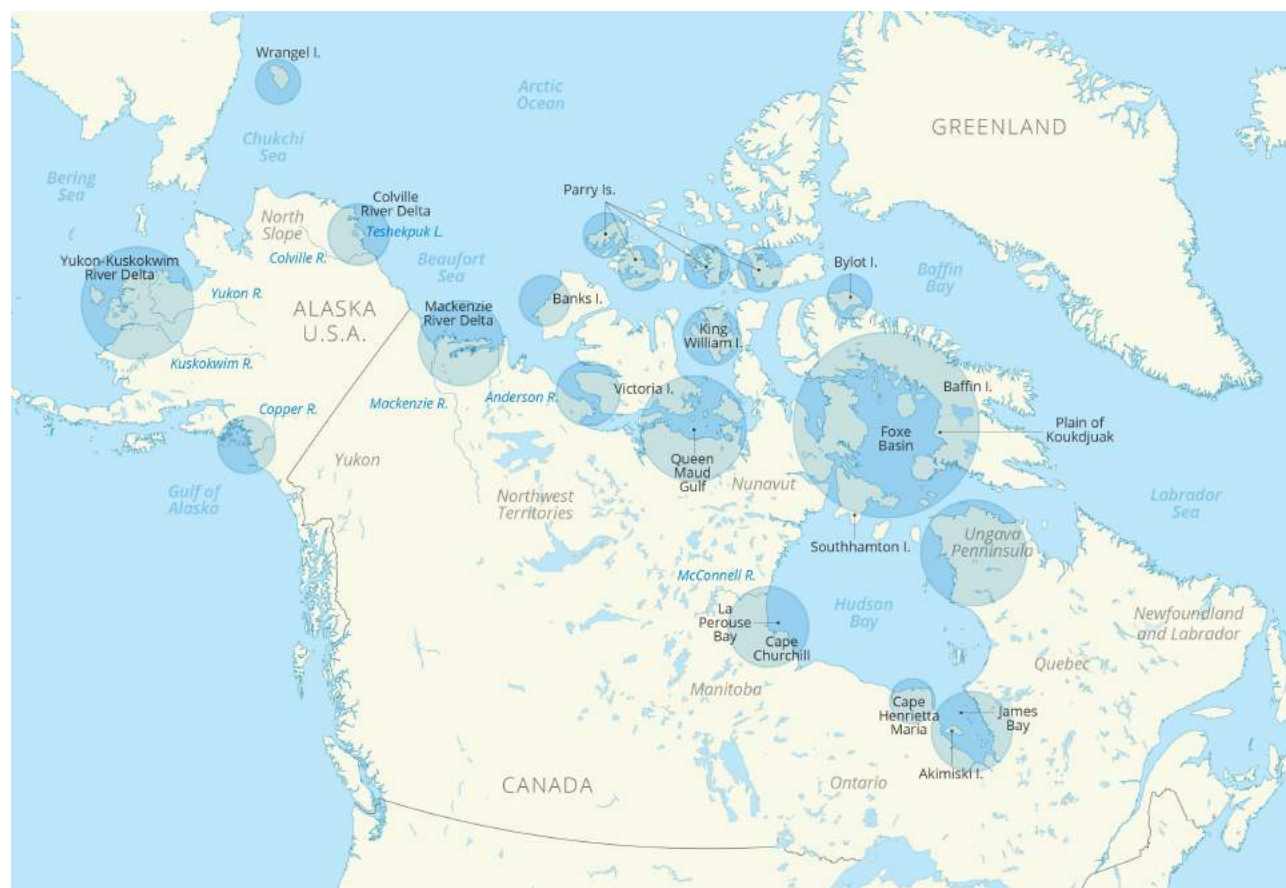 Wrangel I.
Arctic
Ocean
GREENLAND
Chukchi
Sea
Bering
Sea
Parry Is.
Colville
River Delta
North
Slope
Teshekpuk L.
Colville R.
Beaufort
Sea
Yukon-Kuskokwim
River Delta
Bylot I.
Baffin
Bay
Yukon R.
Banks I.
ALASKA
U.S.A.
Mackenzie
River Delta
King
William I.
Kuskokwim R.
Victoria I.
Baffin I.
Anderson R.
Mackenzie R.
Copper R.
Plain of
Koukdjuak
Foxe
Basin
Yukon
Queen
Maud
Gulf
Nunavut
Gulf of
Alaska
Northwest
Territories
Labrador
Sea
Southhamton I.
Ungava
Penninsula
McConnell R.
La
Perouse
Bay
Hudson
Bay
Cape
Churchill
Newfoundland
and Labrador
Quebec
Manitoba
Cape
Henrietta
Maria
James
Bay
Akimiski I.
CANADA
Ontario